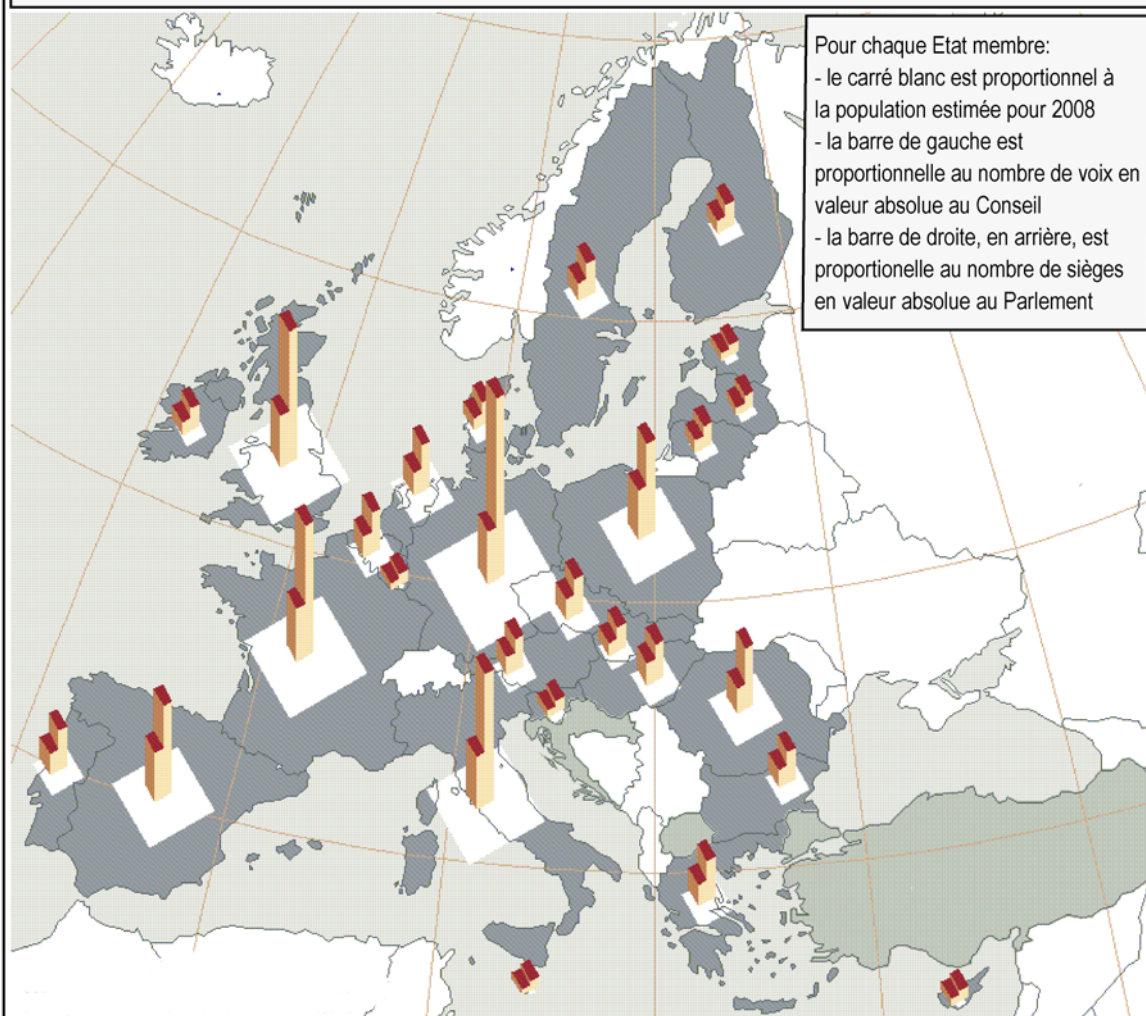 Pour chaque Etat membre:
- le carré blanc est proportionnel à
la population estimée pour 2008
- la barre de gauche est
proportionnelle au nombre de voix en
valeur absolue au Conseil
- la barre de droite, en arrière, est
proportionelle au nombre de sièges
en valeur absolue au Parlement